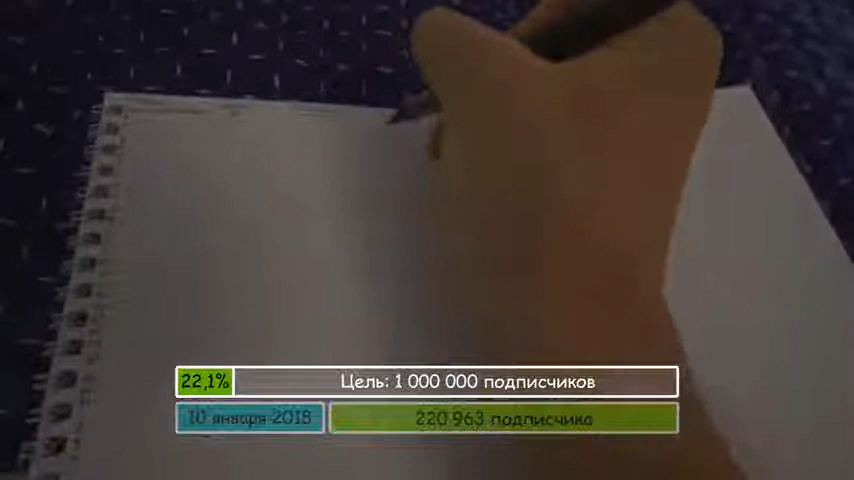 22,1%
Цель: 1 000 000 подписчиков
10 января 2018
220 963 подписчика